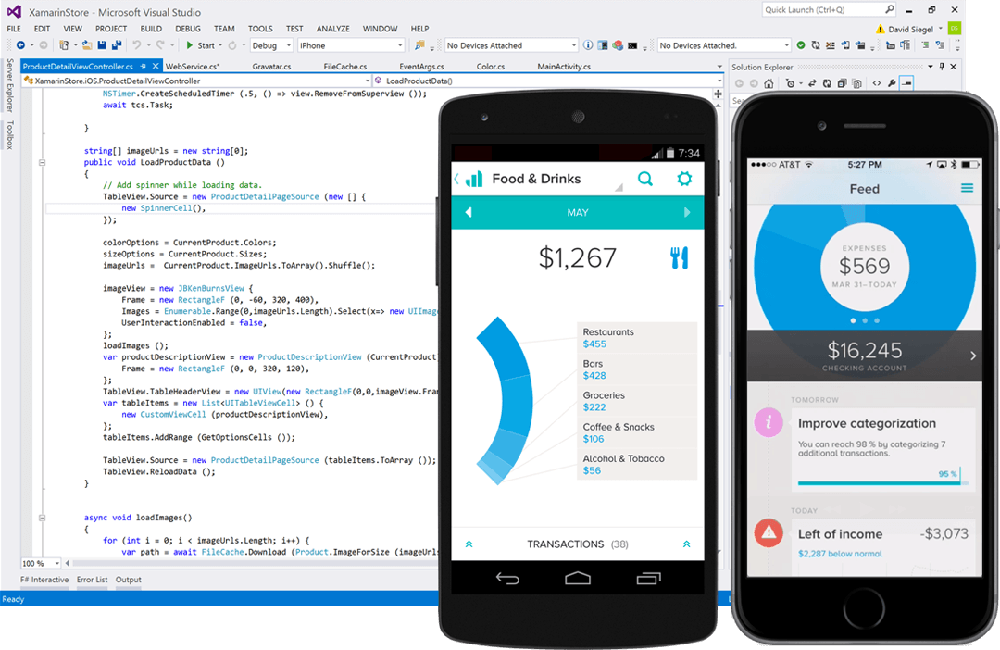 XamarinStore - Microsoft Visual Studio
Quick Launch (Ctrl+Q)
FILE EDIT VIEW PROJECT BUILD DEBUG TEAM TOOLS TEST ANALYZE WINDOW HELP
David Siegel
Start Debug iPhone No Devices Attached No Devices Attached.
Server Explorer
Toolbox
ProductDetailViewController.cs WebService.cs* Gravatar.cs FileCache.cs EventArgs.cs Color.cs MainActivity.cs
XamarinStore.iOS.ProductDetailViewController LoadProductData()
Solution Explorer
NSTimer.CreateScheduledTimer (.5, () => view.RemoveFromSuperview ());
await tcs.Task;
}
string[] imageUrls = new string[0];
public void LoadProductData ()
{
// Add spinner while loading data.
TableView.Source = new ProductDetailPageSource (new [] {
new SpinnerCell(),
});
colorOptions = CurrentProduct.Colors;
sizeOptions = CurrentProduct.Sizes;
imageUrls = CurrentProduct.ImageUrls.ToArray().Shuffle();
imageView = new JBKenBurnsView {
Frame = new RectangleF (0, -60, 320, 400),
Images = Enumerable.Range(0,imageUrls.Length).Select(x=> new UIImag
UserInteractionEnabled = false,
};
loadImages ();
var productDescriptionView = new ProductDescriptionView (CurrentProduct
Frame = new RectangleF (0, 0, 320, 120),
};
TableView.TableHeaderView = new UIView(new RectangleF(0,0,imageView.Fram
var tableItems = new List<UITableViewCell> () {
new CustomViewCell (productDescriptionView),
};
tableItems.AddRange (GetOptionsCells ());
TableView.Source = new ProductDetailPageSource (tableItems.ToArray ());
TableView.ReloadData ();
}
async void loadImages()
{
for (int i = 0; i < imageUrls.Length; i++) {
var path = await FileCache.Download (Product.ImageForSize (imageUrls
100 %
F# Interactive Error List Output
Ready
7:34
Food & Drinks
MAY
$1,267
Restaurants
$455
Bars
$428
Groceries
$222
Coffee & Snacks
$106
Alcohol & Tobacco
$56
TRANSACTIONS (38)
AT&T 5:27 PM
Feed
EXPENSES
$569
MAR 31–TODAY
$16,245
CHECKING ACCOUNT
TOMORROW
Improve categorization
You can reach 98 % by categorizing 7
additional transactions.
95 %
TODAY
Left of income -$3,073
$2,287 below normal